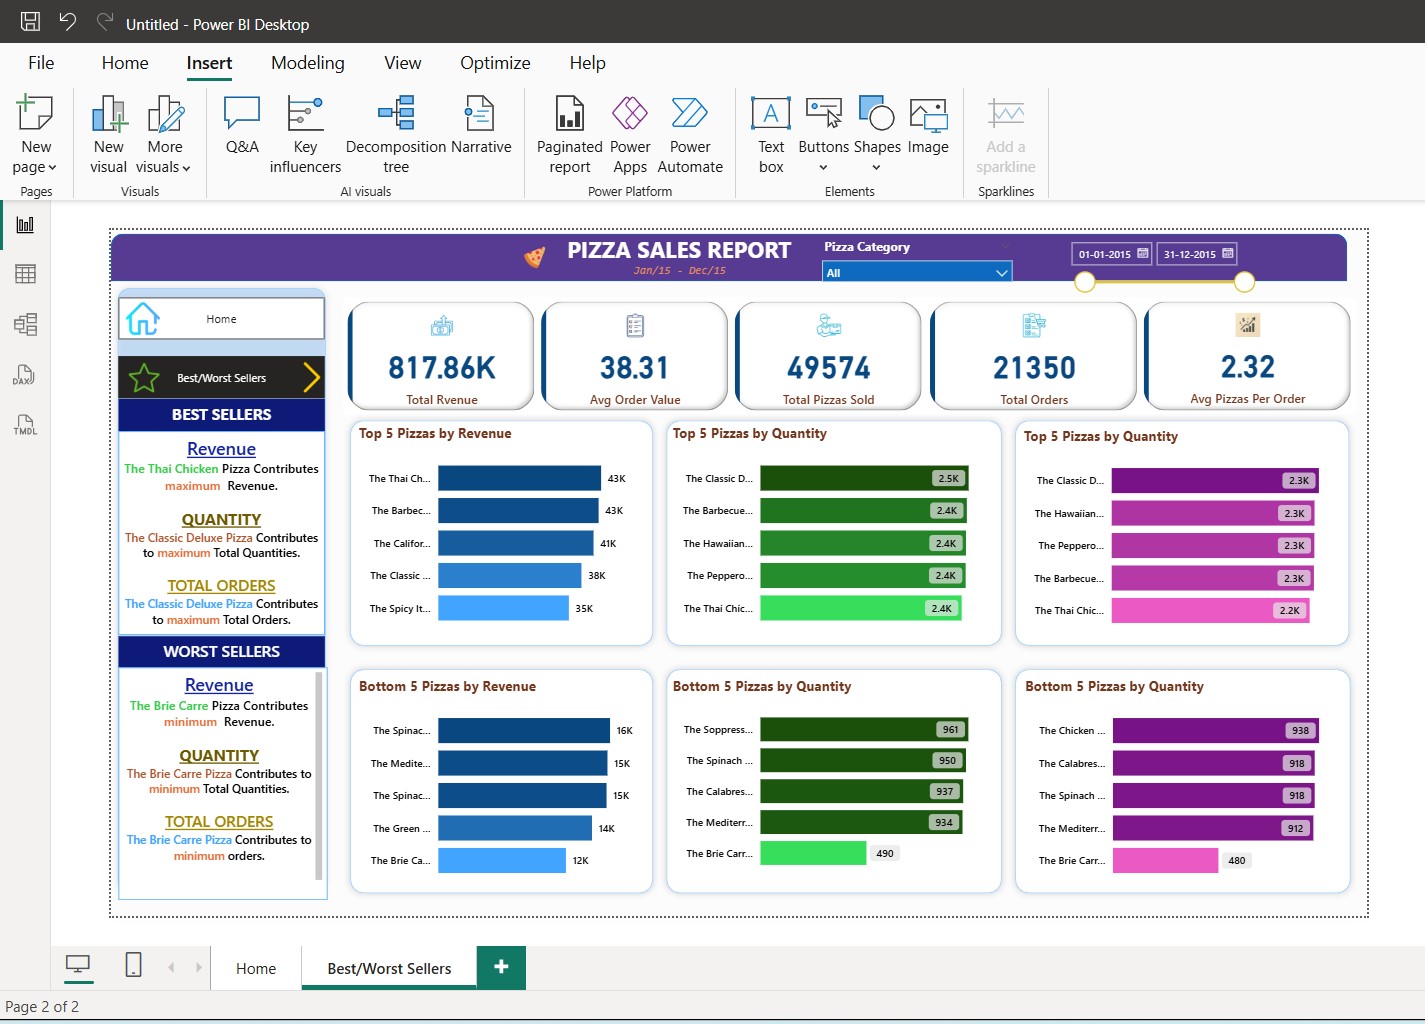 Untitled - Power BI Desktop
File Home Insert Modeling View Optimize Help
New page
New visual
More visuals
Q&A
Key influencers
Decomposition tree
Narrative
Paginated report
Power Apps
Power Automate
Text box
Buttons
Shapes
Image
Add a sparkline
Pages
Visuals
AI visuals
Power Platform
Elements
Sparklines
DAX
TMDL
PIZZA SALES REPORT
Jan/15 - Dec/15
Pizza Category
All
01-01-2015
31-12-2015
Home
Best/Worst Sellers
BEST SELLERS
Revenue
The Thai Chicken Pizza Contributes
maximum Revenue.
QUANTITY
The Classic Deluxe Pizza Contributes
to maximum Total Quantities.
TOTAL ORDERS
The Classic Deluxe Pizza Contributes
to maximum Total Orders.
WORST SELLERS
Revenue
The Brie Carre Pizza Contributes
minimum Revenue.
QUANTITY
The Brie Carre Pizza Contributes to
minimum Total Quantities.
TOTAL ORDERS
The Brie Carre Pizza Contributes to
minimum orders.
817.86K
Total Rvenue
38.31
Avg Order Value
49574
Total Pizzas Sold
21350
Total Orders
2.32
Avg Pizzas Per Order
Top 5 Pizzas by Revenue
The Thai Ch... 43K
The Barbec... 43K
The Califor... 41K
The Classic ... 38K
The Spicy It... 35K
Top 5 Pizzas by Quantity
The Classic D... 2.5K
The Barbecue... 2.4K
The Hawaiian... 2.4K
The Peppero... 2.4K
The Thai Chic... 2.4K
Top 5 Pizzas by Quantity
The Classic D... 2.3K
The Hawaiian... 2.3K
The Peppero... 2.3K
The Barbecue... 2.3K
The Thai Chic... 2.2K
Bottom 5 Pizzas by Revenue
The Spinac... 16K
The Medite... 15K
The Spinac... 15K
The Green ... 14K
The Brie Ca... 12K
Bottom 5 Pizzas by Quantity
The Soppress... 961
The Spinach ... 950
The Calabres... 937
The Mediterr... 934
The Brie Carr... 490
Bottom 5 Pizzas by Quantity
The Chicken ... 938
The Calabres... 918
The Spinach ... 918
The Mediterr... 912
The Brie Carr... 480
Home
Best/Worst Sellers
Page 2 of 2